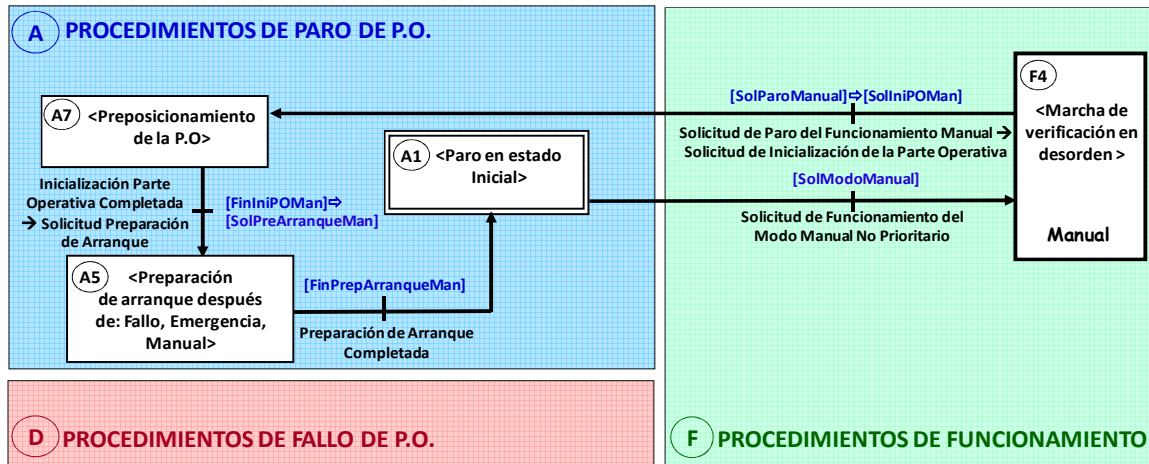 A PROCEDIMIENTOS DE PARO DE P.O.
A7 <Preposicionamiento
de la P.O>
A1 <Paro en estado
Inicial>
Inicialización Parte
Operativa Completada
→ Solicitud Preparación
de Arranque
[FinIniPOMan]⇨
[SolPreArranqueMan]
A5 <Preparación
de arranque después
de: Fallo, Emergencia,
Manual>
[FinPrepArranqueMan]
Preparación de Arranque
Completada
[SolParoManual]⇨[SolIniPOMan]
Solicitud de Paro del Funcionamiento Manual →
Solicitud de Inicialización de la Parte Operativa
[SolModoManual]
Solicitud de Funcionamiento del
Modo Manual No Prioritario
F4
<Marcha de
verificación en
desorden >
Manual
D PROCEDIMIENTOS DE FALLO DE P.O.
F PROCEDIMIENTOS DE FUNCIONAMIENTO